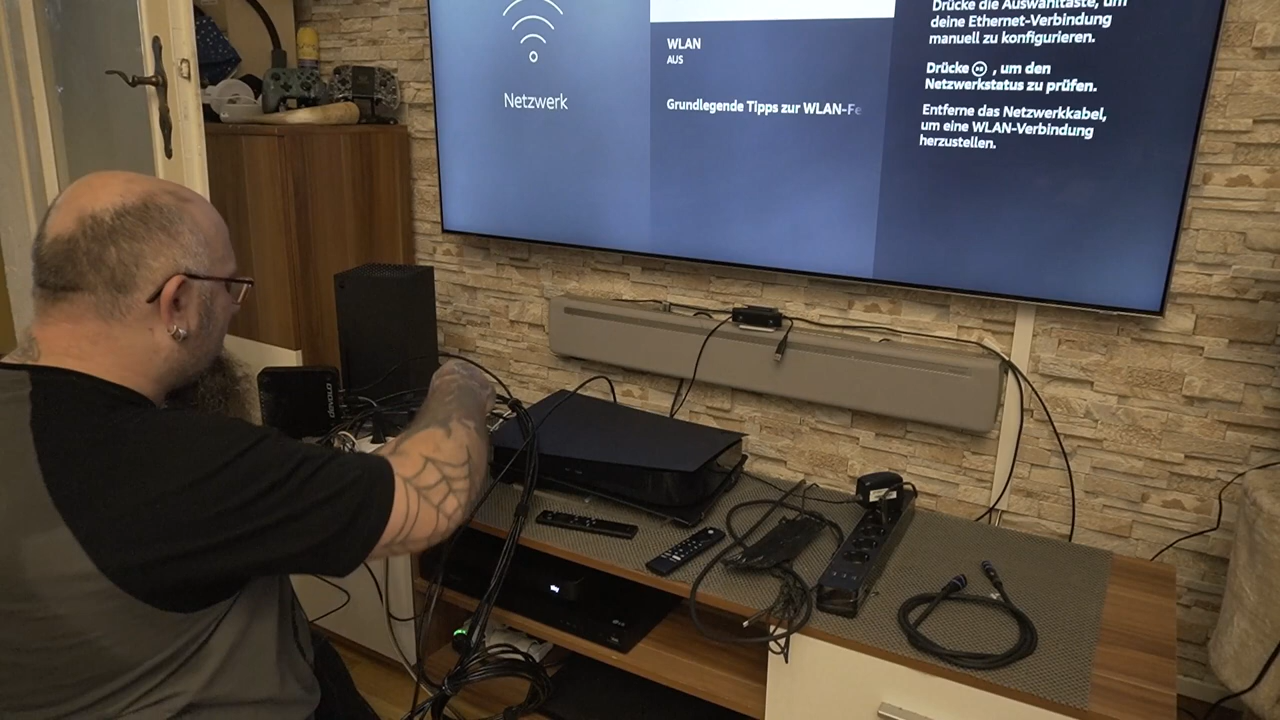 Netzwerk
WLAN
AUS
Grundlegende Tipps zur WLAN-Fe
Drücke die Auswahltaste, um
deine Ethernet-Verbindung
manuell zu konfigurieren.
Drücke , um den
Netzwerkstatus zu prüfen.
Entferne das Netzwerkkabel,
um eine WLAN-Verbindung
herzustellen.
devolo
sky